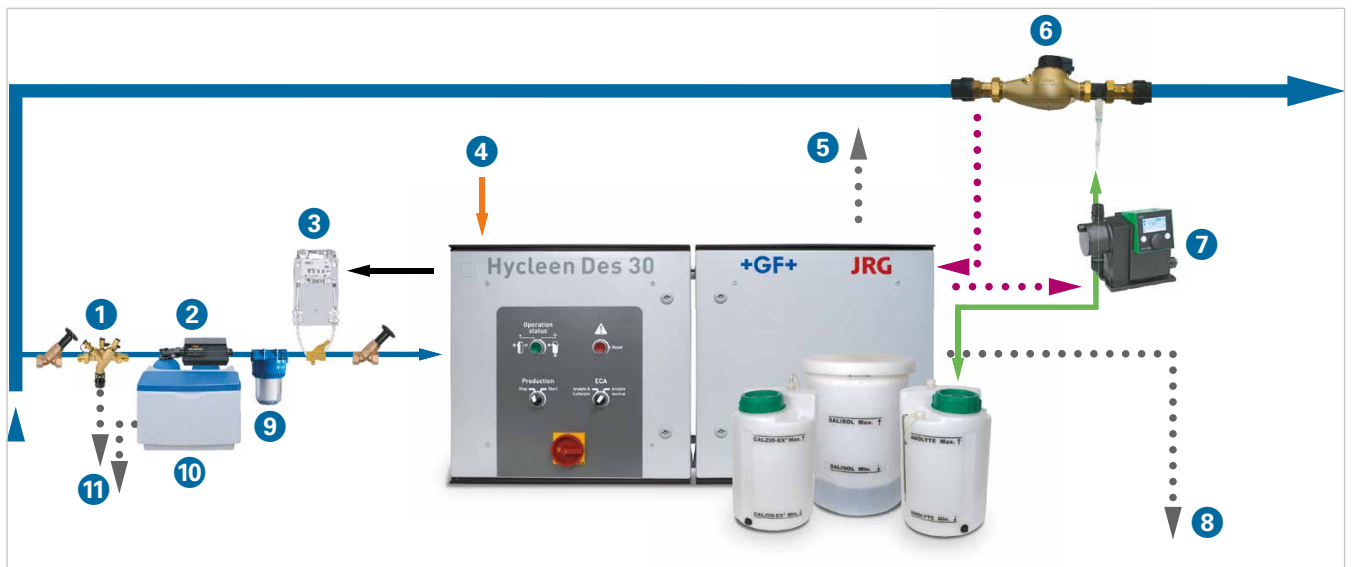 6
4
5
3
7
Hycleen Des 30
+GF+
JRG
1
2
Operation
status
Reset
Production
Stop
Start
ECA
Anolyte &
Catholyte
Anolyte
neutral
9
10
11
SALISOL Max.
CALZID-EX® Max.
ANOLYTE Max.
SALISOL Min.
CALZID-EX® Min.
ANOLYTE Min.
8